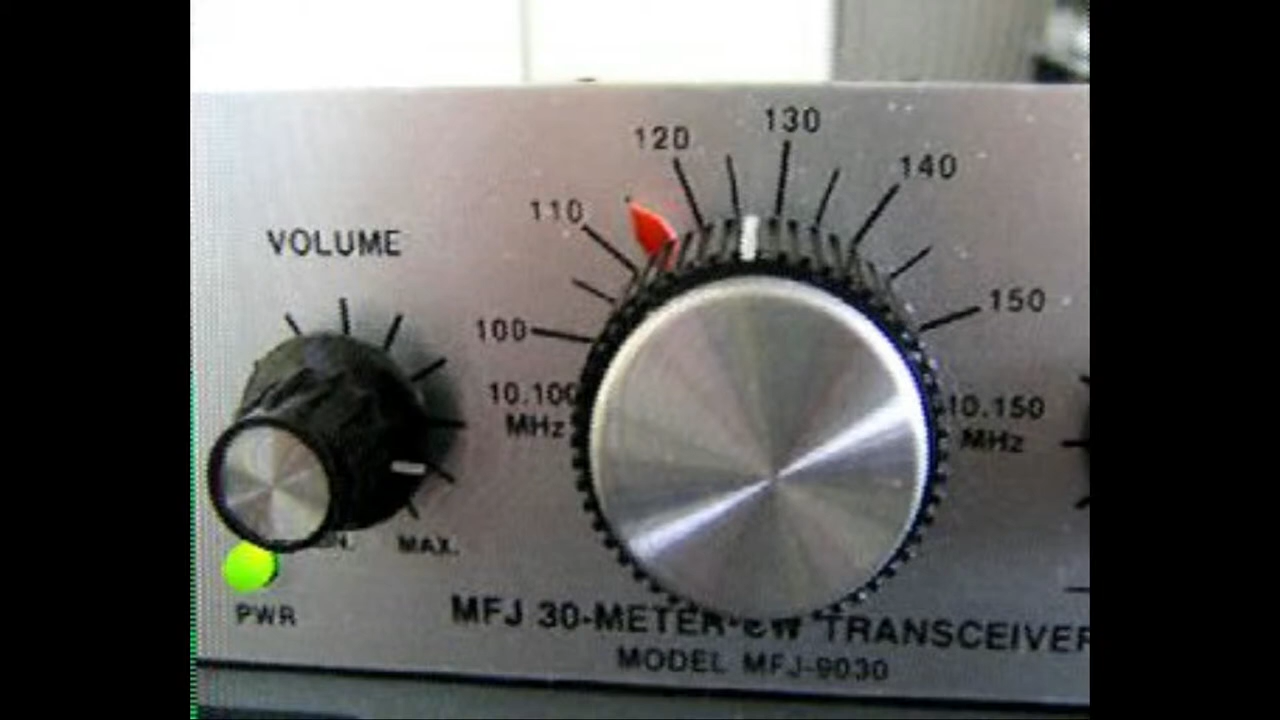 130
120
140
110
VOLUME
150
100
10.100
MHz
10.150
MHz
MAX.
PWR
MFJ 30-METER CW TRANSCEIVER
MODEL MFJ-9030